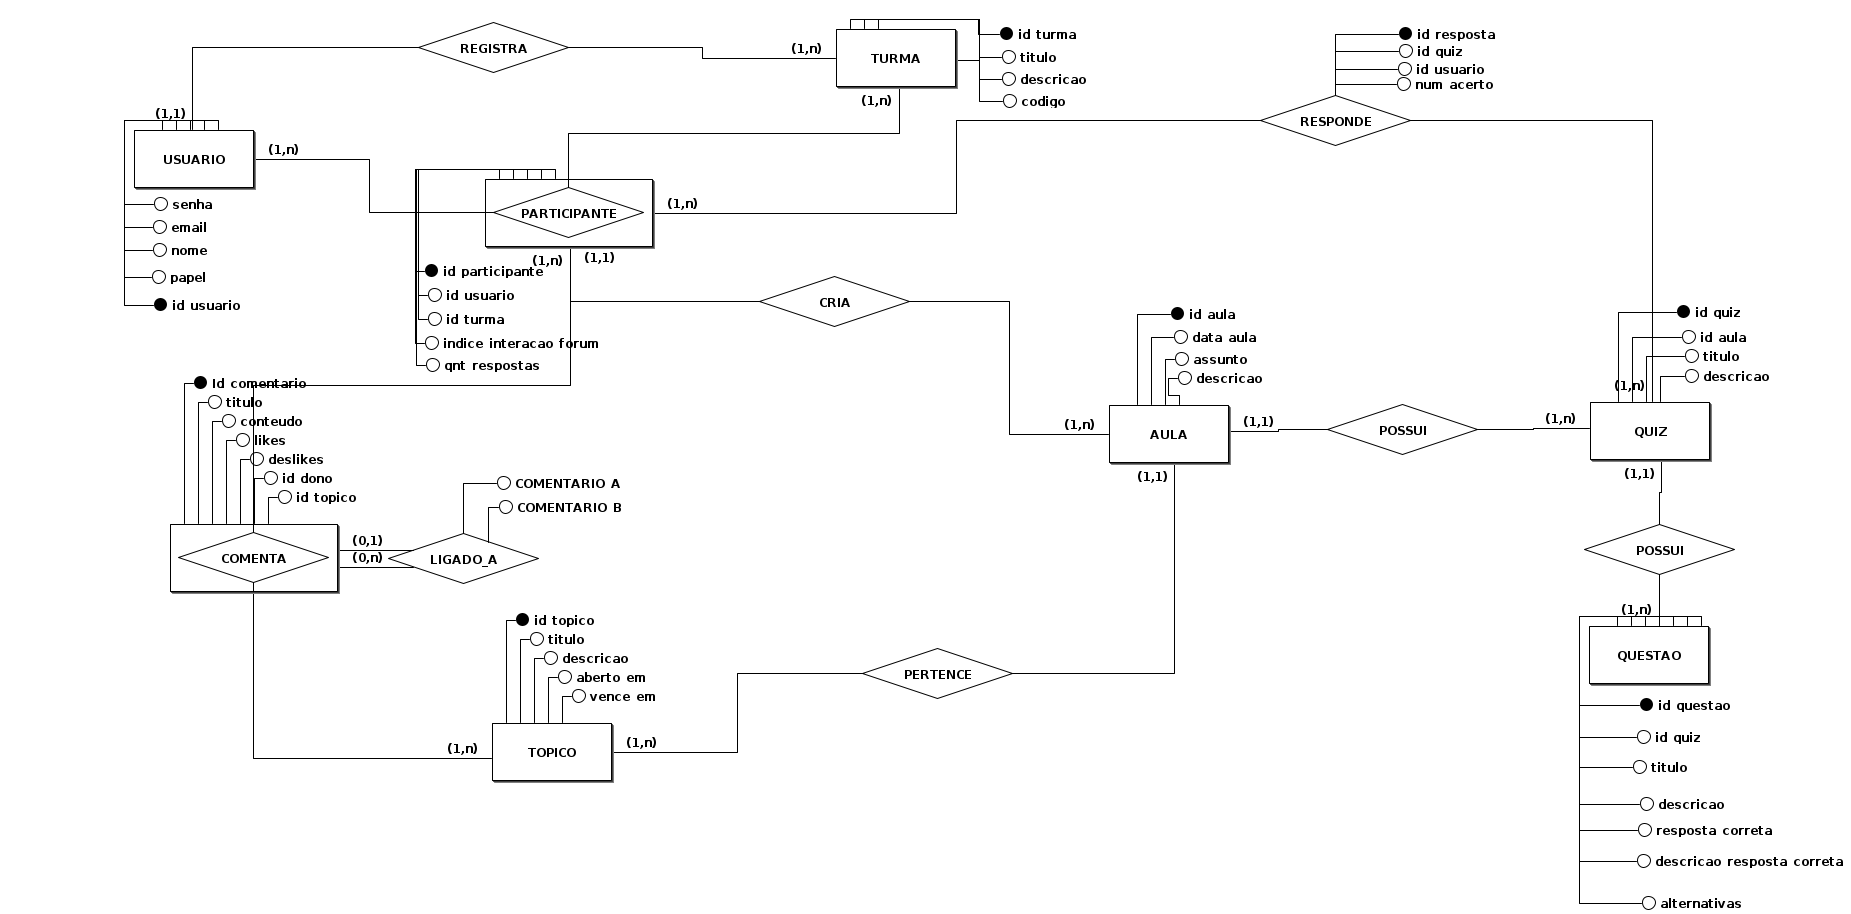 REGISTRA
(1,n)
TURMA
id turma
titulo
descricao
codigo
(1,n)
id resposta
id quiz
id usuario
num acerto
RESPONDE
(1,1)
USUARIO
(1,n)
senha
email
nome
papel
id usuario
PARTICIPANTE
(1,n)
(1,n)
(1,1)
id participante
id usuario
id turma
indice interacao forum
qnt respostas
CRIA
id aula
data aula
assunto
descricao
(1,n)
AULA
(1,1)
(1,1)
POSSUI
(1,n)
id quiz
id aula
titulo
descricao
(1,n)
QUIZ
(1,1)
Id comentario
titulo
conteudo
likes
deslikes
id dono
id topico
COMENTA
(0,1)
(0,n)
COMENTARIO A
COMENTARIO B
LIGADO_A
POSSUI
id topico
titulo
descricao
aberto em
vence em
(1,n)
TOPICO
(1,n)
PERTENCE
(1,n)
QUESTAO
id questao
id quiz
titulo
descricao
resposta correta
descricao resposta correta
alternativas